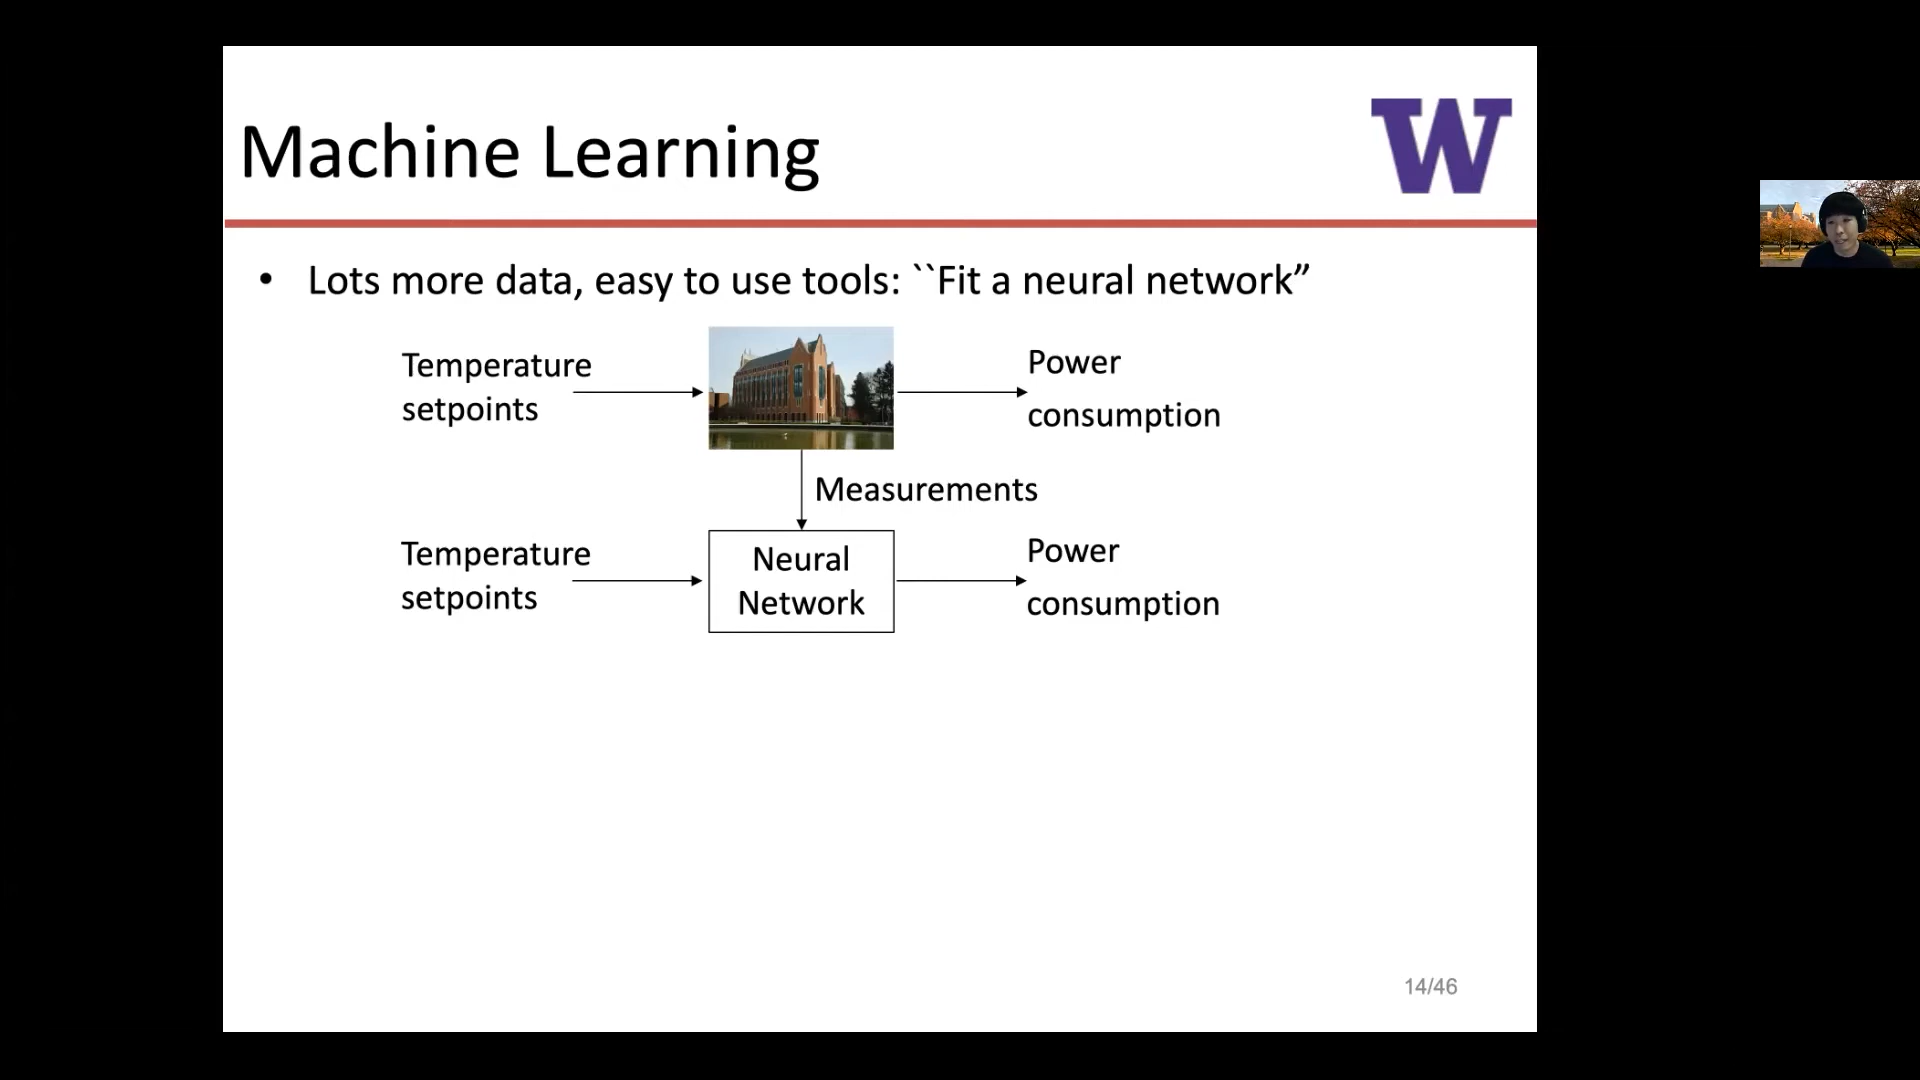 Machine Learning
W
• Lots more data, easy to use tools: ``Fit a neural network”
Temperature
setpoints
Power
consumption
Measurements
Temperature
setpoints
Neural
Network
Power
consumption
14/46